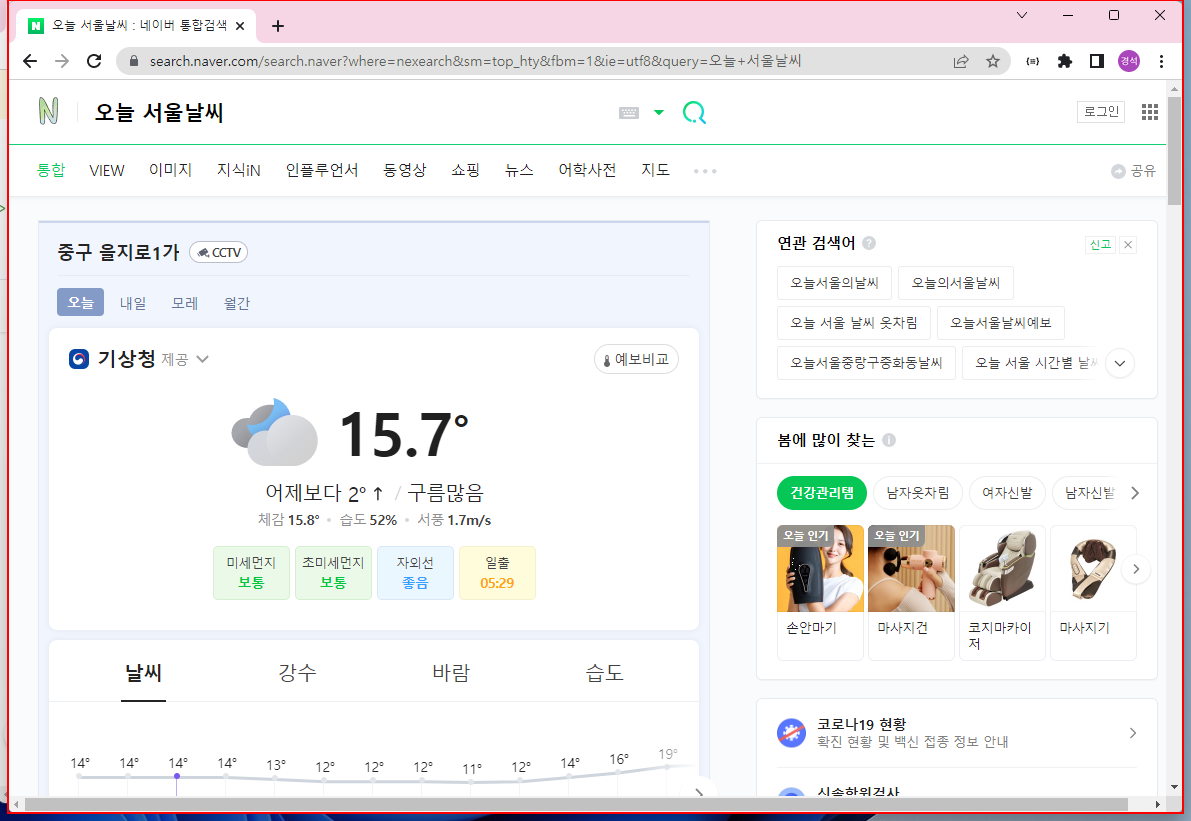 오늘 서울날씨 : 네이버 통합검색
search.naver.com/search.naver?where=nexearch&sm=top_hty&fbm=1&ie=utf8&query=오늘+서울날씨
경석
N
오늘 서울날씨
로그인
통합 VIEW 이미지 지식iN 인플루언서 동영상 쇼핑 뉴스 어학사전 지도
공유
중구 을지로1가 CCTV
오늘 내일 모레 월간
기상청 제공
예보비교
15.7°
어제보다 2° ↑ / 구름많음
체감 15.8° • 습도 52% • 서풍 1.7m/s
미세먼지 초미세먼지 자외선 일출
보통 보통 좋음 05:29
날씨 강수 바람 습도
14° 14° 14° 14° 13° 12° 12° 12° 11° 12° 14° 16° 19°
연관 검색어 ?
신고
오늘서울의날씨 오늘의서울날씨
오늘 서울 날씨 옷차림 오늘서울날씨예보
오늘서울중랑구중화동날씨 오늘 서울 시간별 날씨
봄에 많이 찾는
건강관리템 남자옷차림 여자신발 남자신발
오늘 인기 오늘 인기
손안마기 마사지건 코지마카이 마사지기
저
코로나19 현황
확진 현황 및 백신 접종 정보 안내
신속항원검사